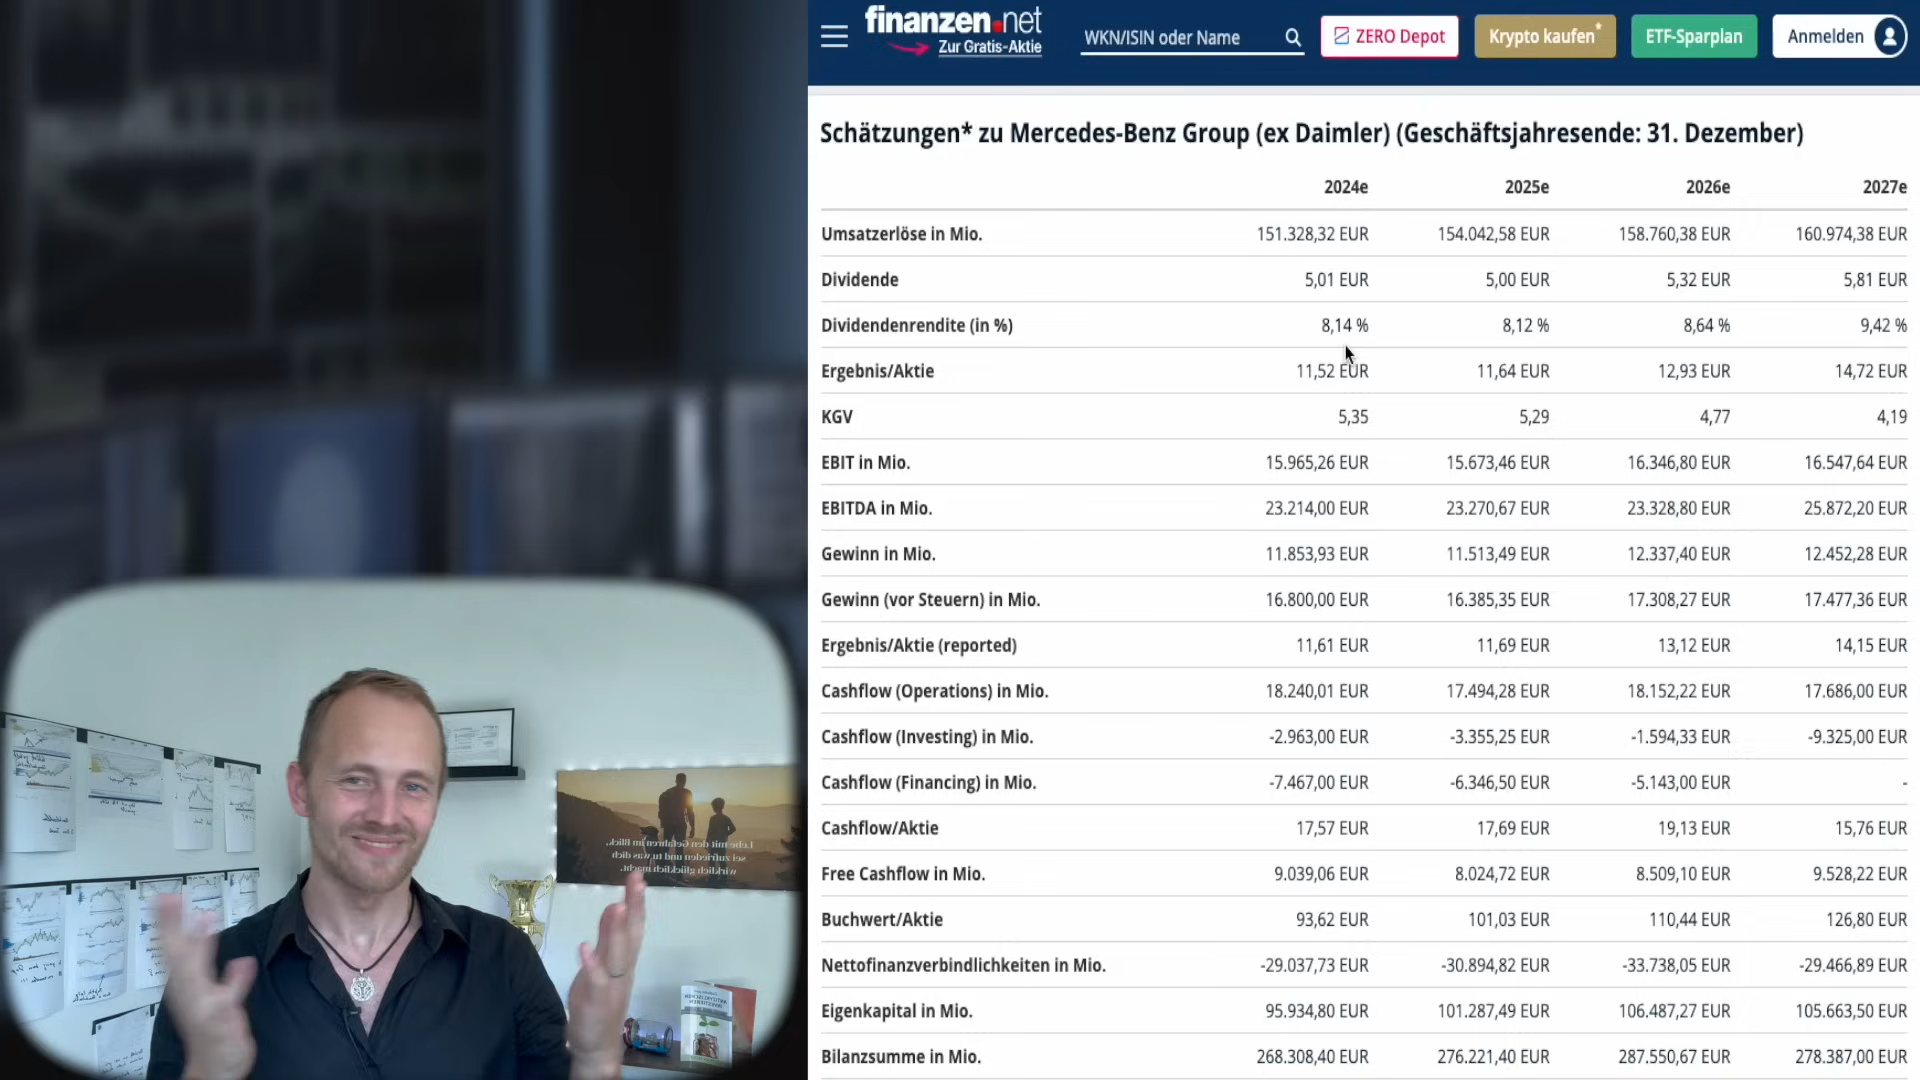 finanzen.net
Zur Gratis-Aktie
WKN/ISIN oder Name
ZERO Depot
Krypto kaufen*
ETF-Sparplan
Anmelden
Schätzungen* zu Mercedes-Benz Group (ex Daimler) (Geschäftsjahresende: 31. Dezember)
2024e 2025e 2026e 2027e
Umsatzerlöse in Mio. 151.328,32 EUR 154.042,58 EUR 158.760,38 EUR 160.974,38 EUR
Dividende 5,01 EUR 5,00 EUR 5,32 EUR 5,81 EUR
Dividendenrendite (in %) 8,14 % 8,12 % 8,64 % 9,42 %
Ergebnis/Aktie 11,52 EUR 11,64 EUR 12,93 EUR 14,72 EUR
KGV 5,35 5,29 4,77 4,19
EBIT in Mio. 15.965,26 EUR 15.673,46 EUR 16.346,80 EUR 16.547,64 EUR
EBITDA in Mio. 23.214,00 EUR 23.270,67 EUR 23.328,80 EUR 25.872,20 EUR
Gewinn in Mio. 11.853,93 EUR 11.513,49 EUR 12.337,40 EUR 12.452,28 EUR
Gewinn (vor Steuern) in Mio. 16.800,00 EUR 16.385,35 EUR 17.308,27 EUR 17.477,36 EUR
Ergebnis/Aktie (reported) 11,61 EUR 11,69 EUR 13,12 EUR 14,15 EUR
Cashflow (Operations) in Mio. 18.240,01 EUR 17.494,28 EUR 18.152,22 EUR 17.686,00 EUR
Cashflow (Investing) in Mio. -2.963,00 EUR -3.355,25 EUR -1.594,33 EUR -9.325,00 EUR
Cashflow (Financing) in Mio. -7.467,00 EUR -6.346,50 EUR -5.143,00 EUR -
Cashflow/Aktie 17,57 EUR 17,69 EUR 19,13 EUR 15,76 EUR
Free Cashflow in Mio. 9.039,06 EUR 8.024,72 EUR 8.509,10 EUR 9.528,22 EUR
Buchwert/Aktie 93,62 EUR 101,03 EUR 110,44 EUR 126,80 EUR
Nettofinanzverbindlichkeiten in Mio. -29.037,73 EUR -30.894,82 EUR -33.738,05 EUR -29.466,89 EUR
Eigenkapital in Mio. 95.934,80 EUR 101.287,49 EUR 106.487,27 EUR 105.663,50 EUR
Bilanzsumme in Mio. 268.308,40 EUR 276.221,40 EUR 287.550,67 EUR 278.387,00 EUR
Lebe mit den Gefahren im Blick,
sei zufrieden und tu was dich
wirklich glücklich macht.